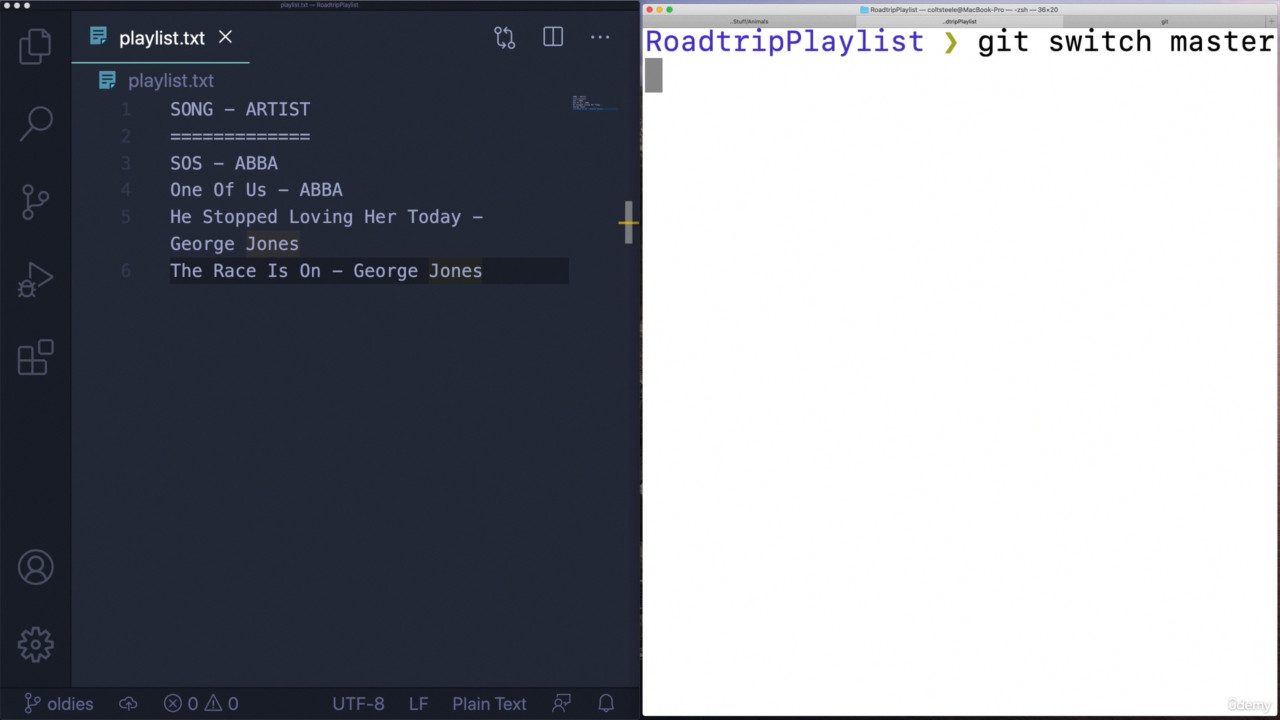 playlist.txt — RoadtripPlaylist
playlist.txt
playlist.txt
1 SONG – ARTIST
2 =============
3 SOS – ABBA
4 One Of Us – ABBA
5 He Stopped Loving Her Today –
George Jones
6 The Race Is On – George Jones
oldies 0 0 UTF-8 LF Plain Text
RoadtripPlaylist — coltsteele@MacBook-Pro — -zsh — 36×20
..Stuff/Animals ..dtripPlaylist git +
RoadtripPlaylist ❯ git switch master
ûdemy